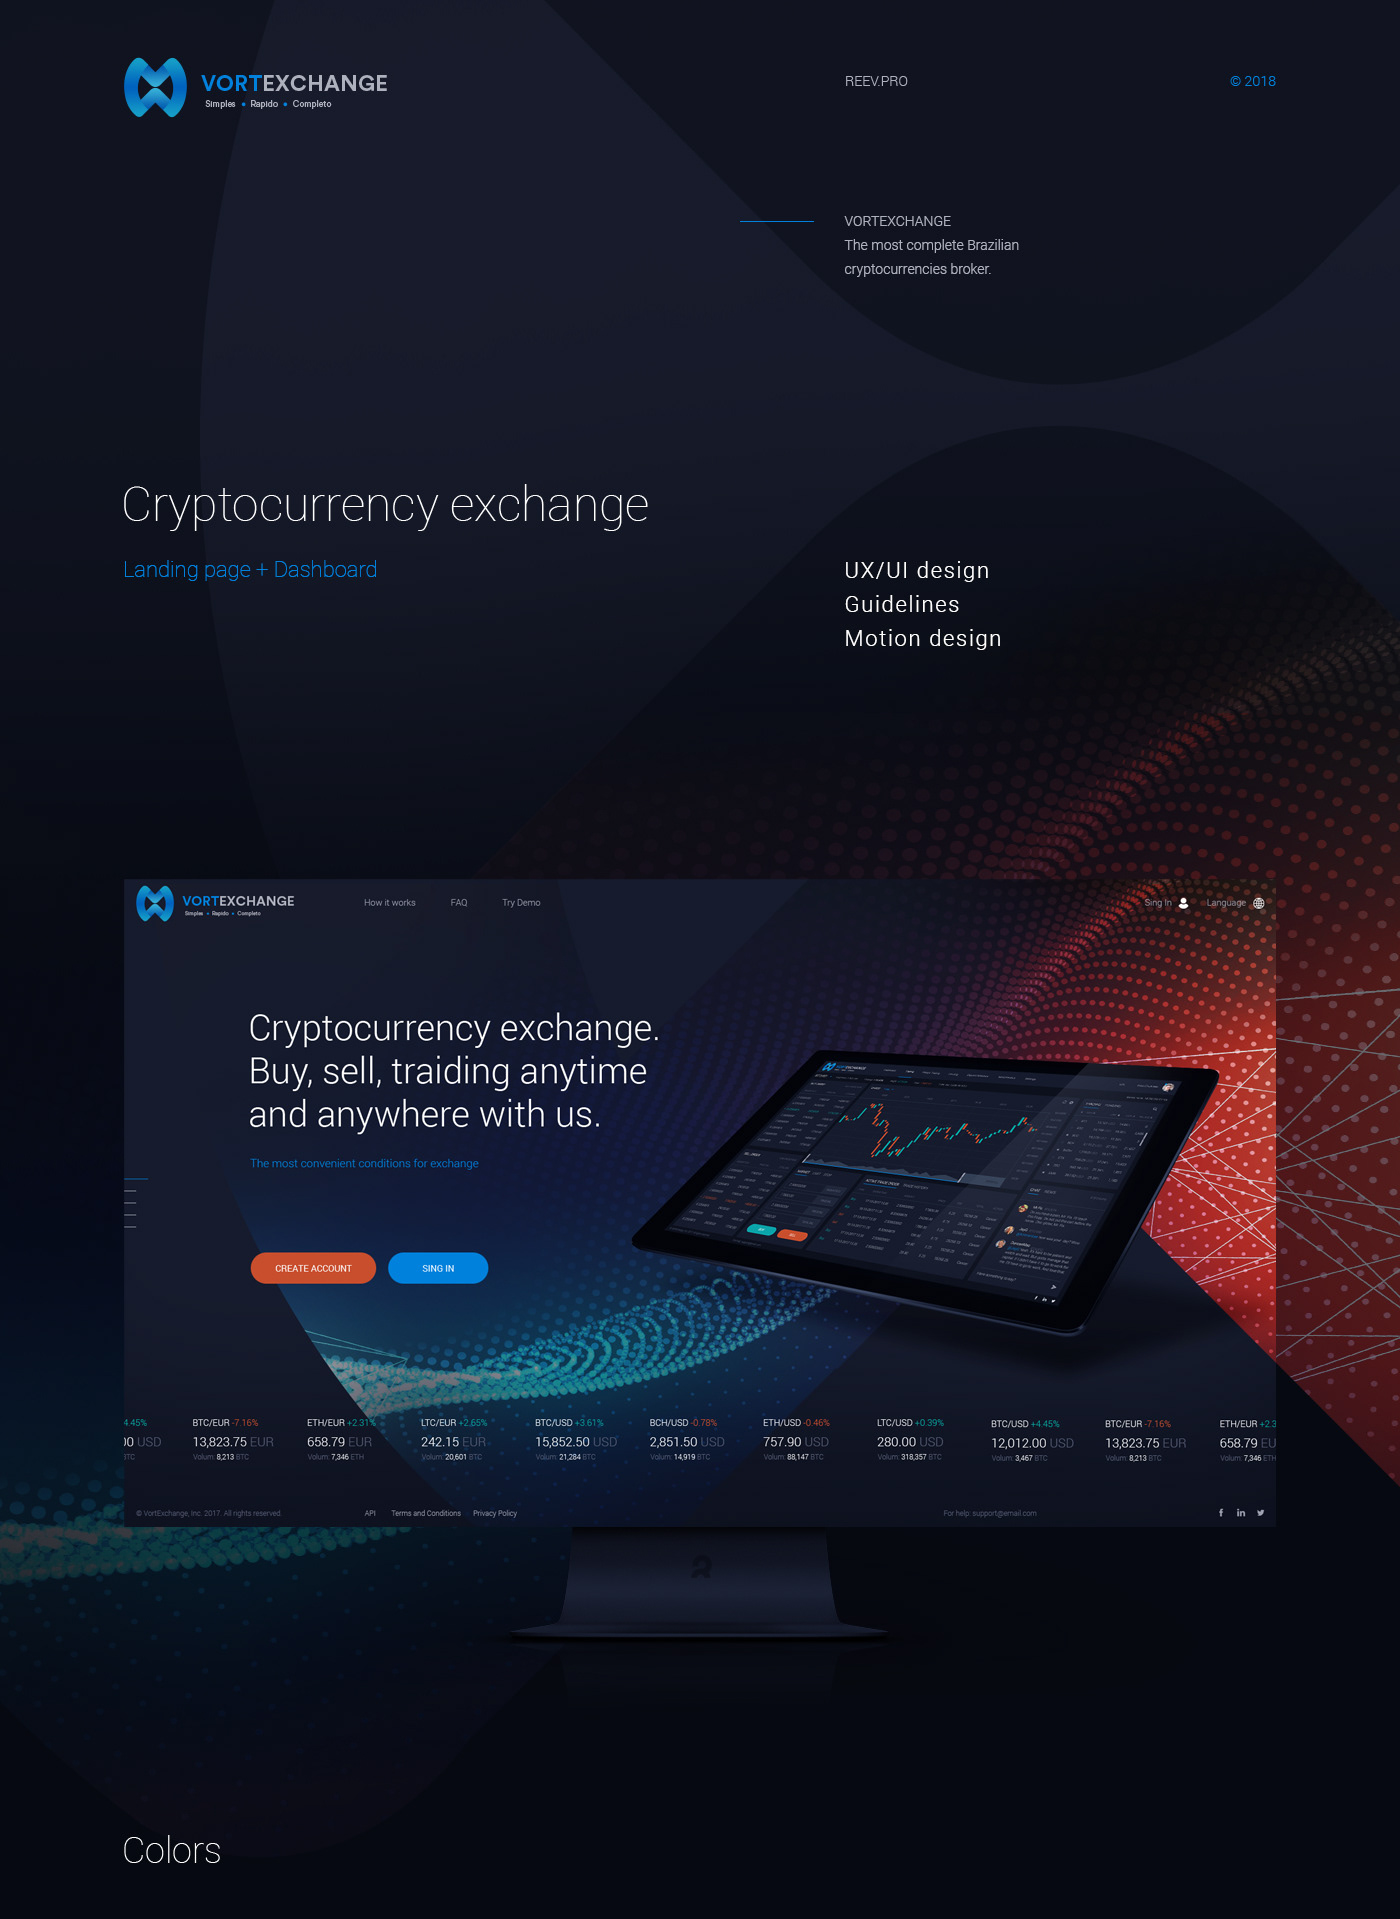 VORTEXCHANGE
Simples • Rapido • Completo
REEV.PRO
© 2018
VORTEXCHANGE
The most complete Brazilian
cryptocurrencies broker.
Cryptocurrency exchange
Landing page + Dashboard
UX/UI design
Guidelines
Motion design
VORTEXCHANGE
Simples • Rapido • Completo
How it works
FAQ
Try Demo
Sing In
Language
Cryptocurrency exchange.
Buy, sell, traiding anytime
and anywhere with us.
The most convenient conditions for exchange
CREATE ACCOUNT
SING IN
4.45% BTC/EUR -7.16% ETH/EUR +2.31% LTC/EUR +2.65% BTC/USD +3.61% BCH/USD -0.78% ETH/USD -0.46% LTC/USD +0.39% BTC/USD +4.45% BTC/EUR -7.16% ETH/EUR +2.3
00 USD 13,823.75 EUR 658.79 EUR 242.15 EUR 15,852.50 USD 2,851.50 USD 757.90 USD 280.00 USD 12,012.00 USD 13,823.75 EUR 658.79 EU
BTC Volum: 8,213 BTC Volum: 7,346 ETH Volum: 20,601 BTC Volum: 21,284 BTC Volum: 14,919 BTC Volum: 88,147 BTC Volum: 318,357 BTC Volum: 3,467 BTC Volum: 8,213 BTC Volum: 7,346 ETH
© VortExchange, Inc. 2017. All rights reserved.
API
Terms and Conditions
Privacy Policy
For help: support@email.com
Colors